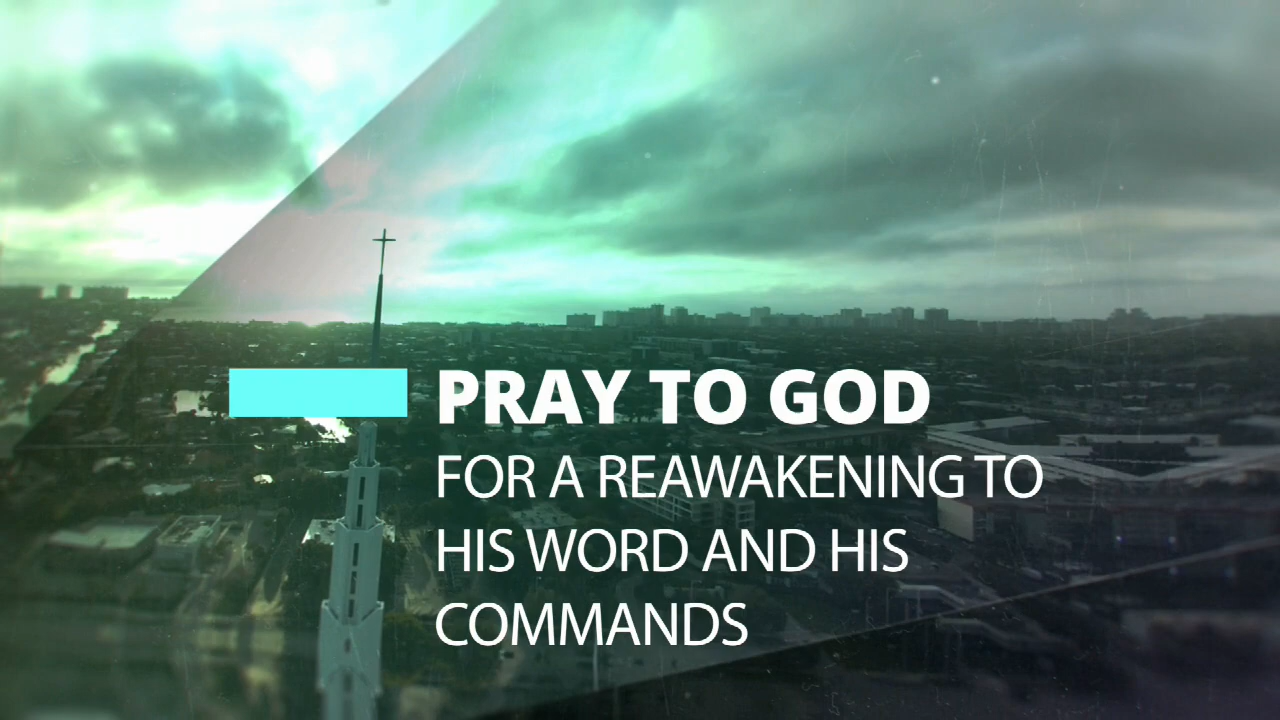 PRAY TO GOD
FOR A REAWAKENING TO
HIS WORD AND HIS
COMMANDS